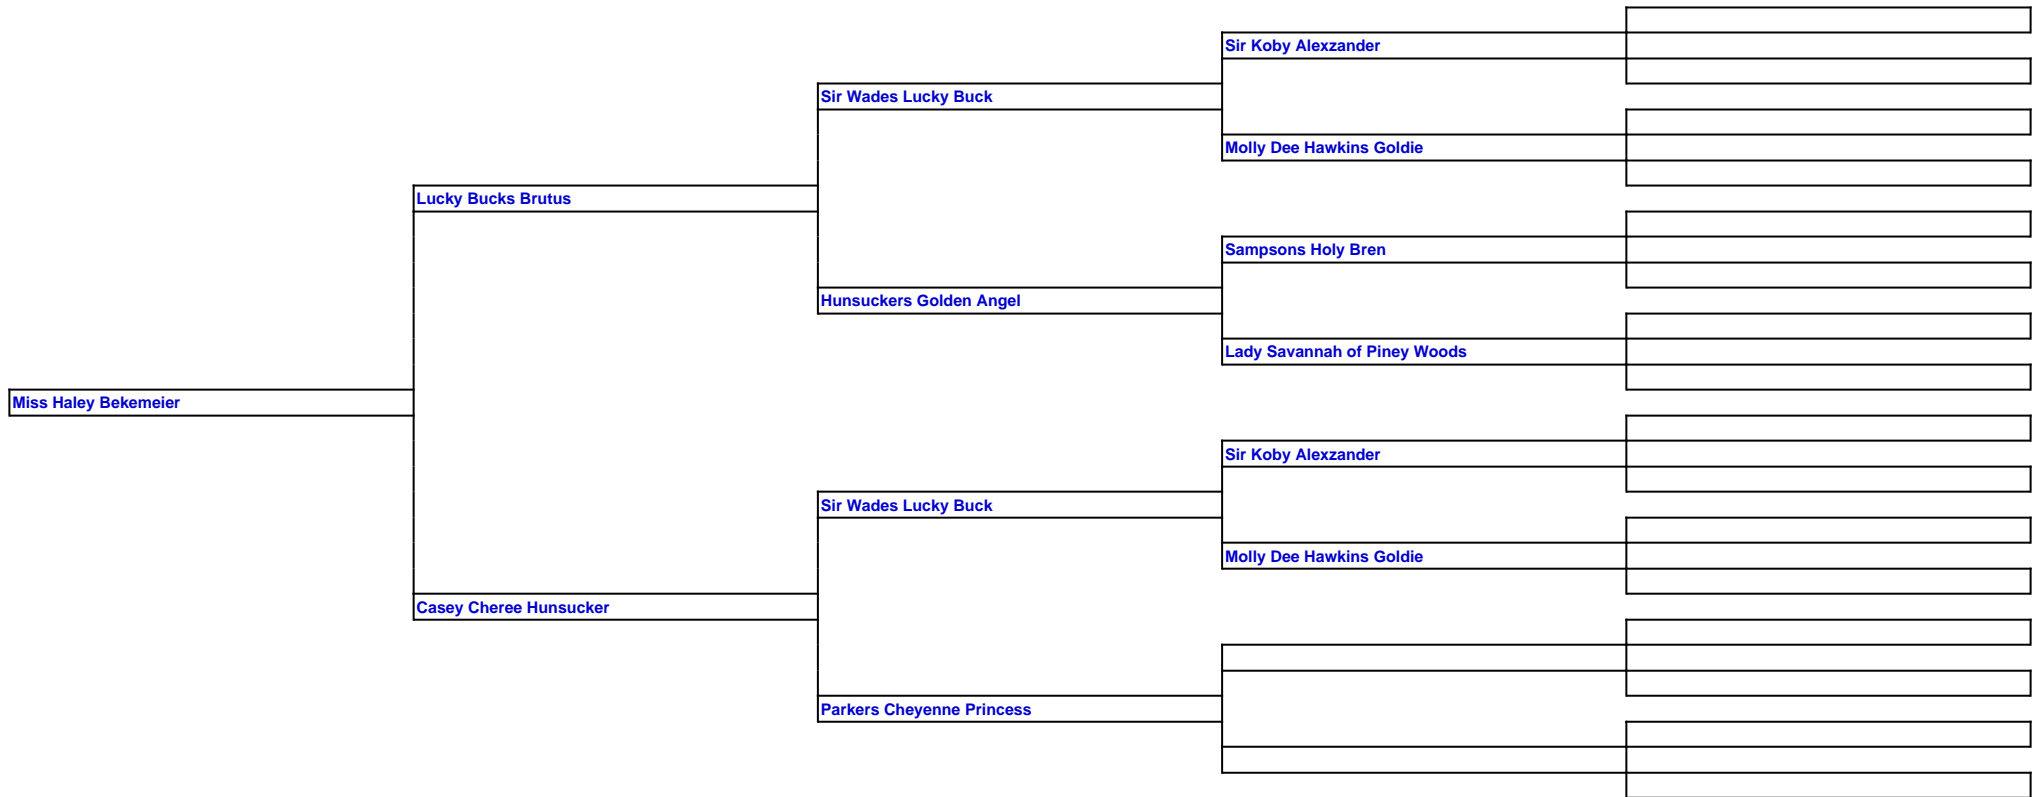 Sir Koby Alexzander
Sir Wades Lucky Buck
Molly Dee Hawkins Goldie
Lucky Bucks Brutus
Sampsons Holy Bren
Hunsuckers Golden Angel
Lady Savannah of Piney Woods
Miss Haley Bekemeier
Sir Koby Alexzander
Sir Wades Lucky Buck
Molly Dee Hawkins Goldie
Casey Cheree Hunsucker
Parkers Cheyenne Princess